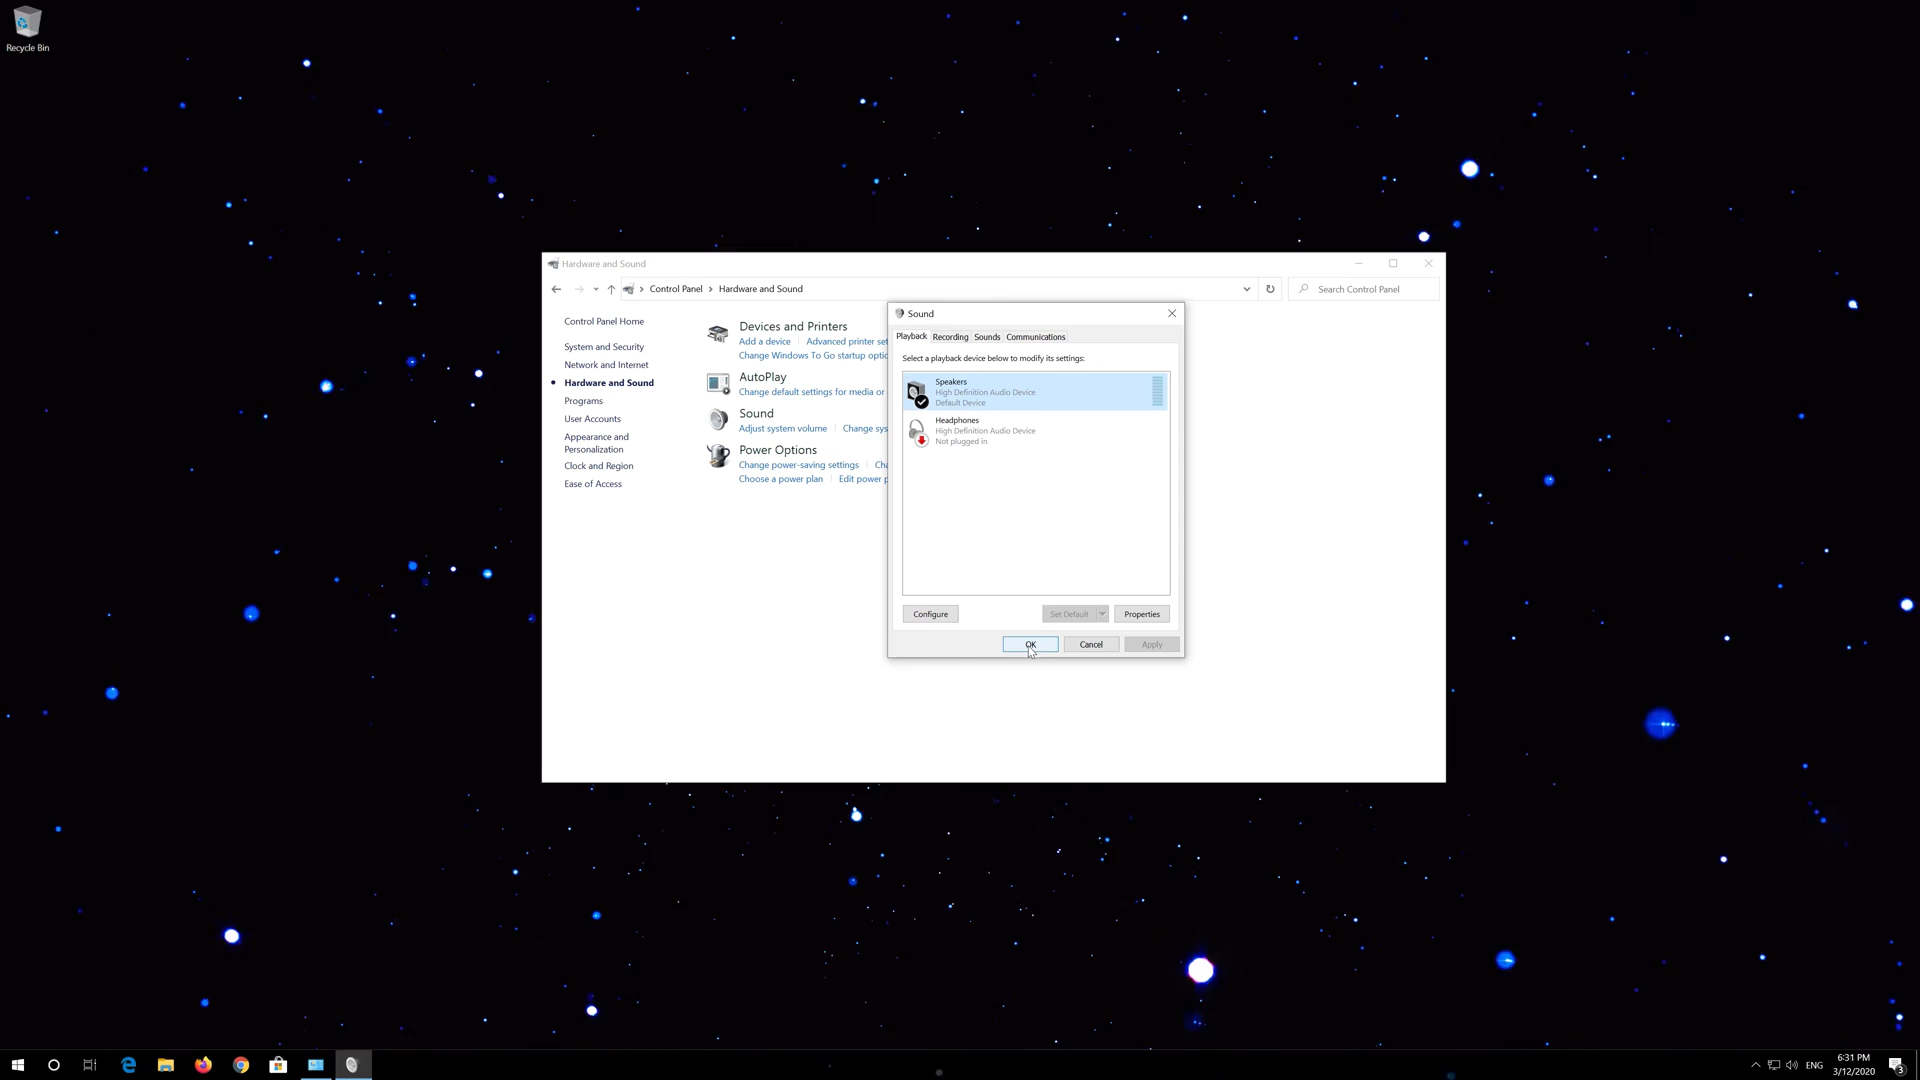 Recycle Bin
Hardware and Sound
Control Panel > Hardware and Sound
Search Control Panel
Control Panel Home
System and Security
Network and Internet
Hardware and Sound
Programs
User Accounts
Appearance and
Personalization
Clock and Region
Ease of Access
Devices and Printers
Add a device
Advanced printer set
Change Windows To Go startup optio
AutoPlay
Change default settings for media or
Sound
Adjust system volume
Change sys
Power Options
Change power-saving settings
Cha
Choose a power plan
Edit power p
Sound
Playback Recording Sounds Communications
Select a playback device below to modify its settings:
Speakers
High Definition Audio Device
Default Device
Headphones
High Definition Audio Device
Not plugged in
Configure
Set Default
Properties
OK
Cancel
Apply
ENG
6:31 PM
3/12/2020
3